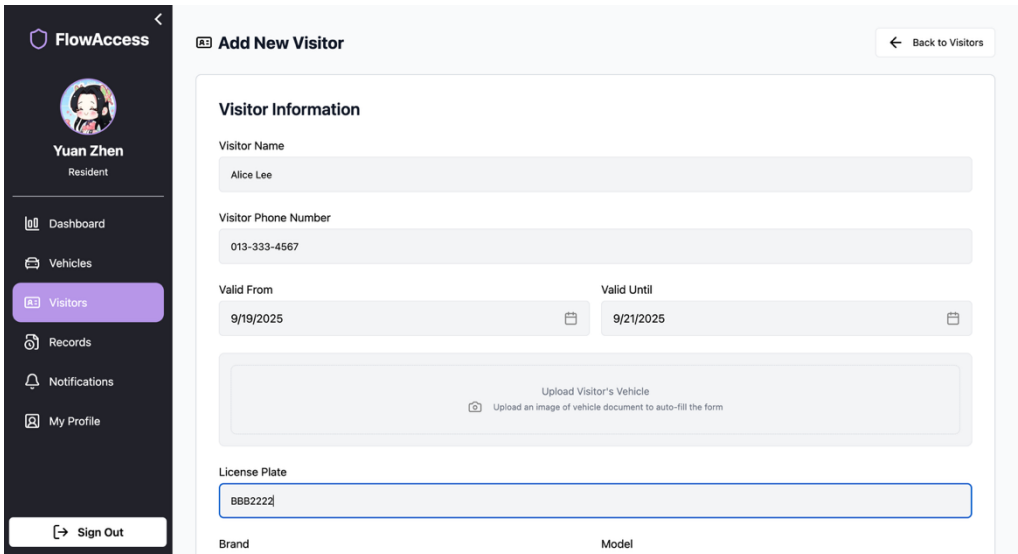 FlowAccess
Yuan Zhen
Resident
Dashboard
Vehicles
Visitors
Records
Notifications
My Profile
Sign Out
Add New Visitor
Back to Visitors
Visitor Information
Visitor Name
Alice Lee
Visitor Phone Number
013-333-4567
Valid From
Valid Until
9/19/2025
9/21/2025
Upload Visitor's Vehicle
Upload an image of vehicle document to auto-fill the form
License Plate
BBB2222
Brand
Model